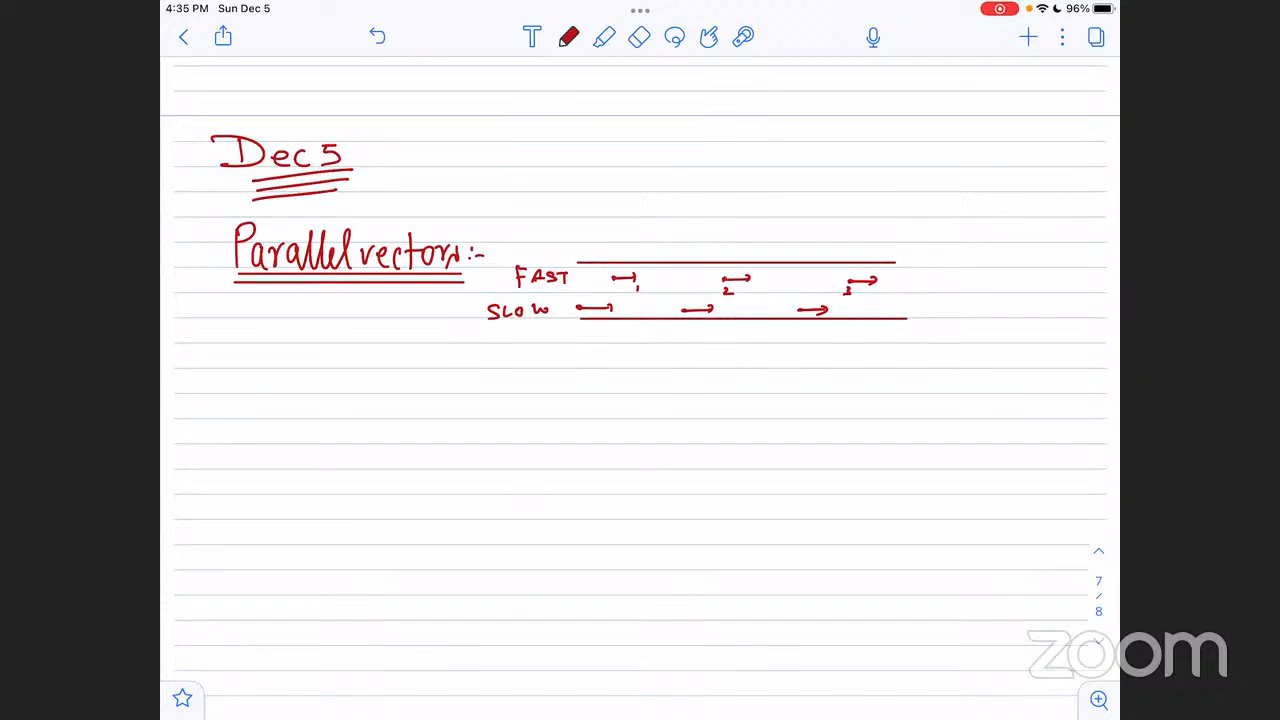 4:35 PM Sun Dec 5
96%
T
Dec 5
Parallel vectors :-
FAST 1 2 3
SLOW
7
/
8
zoom